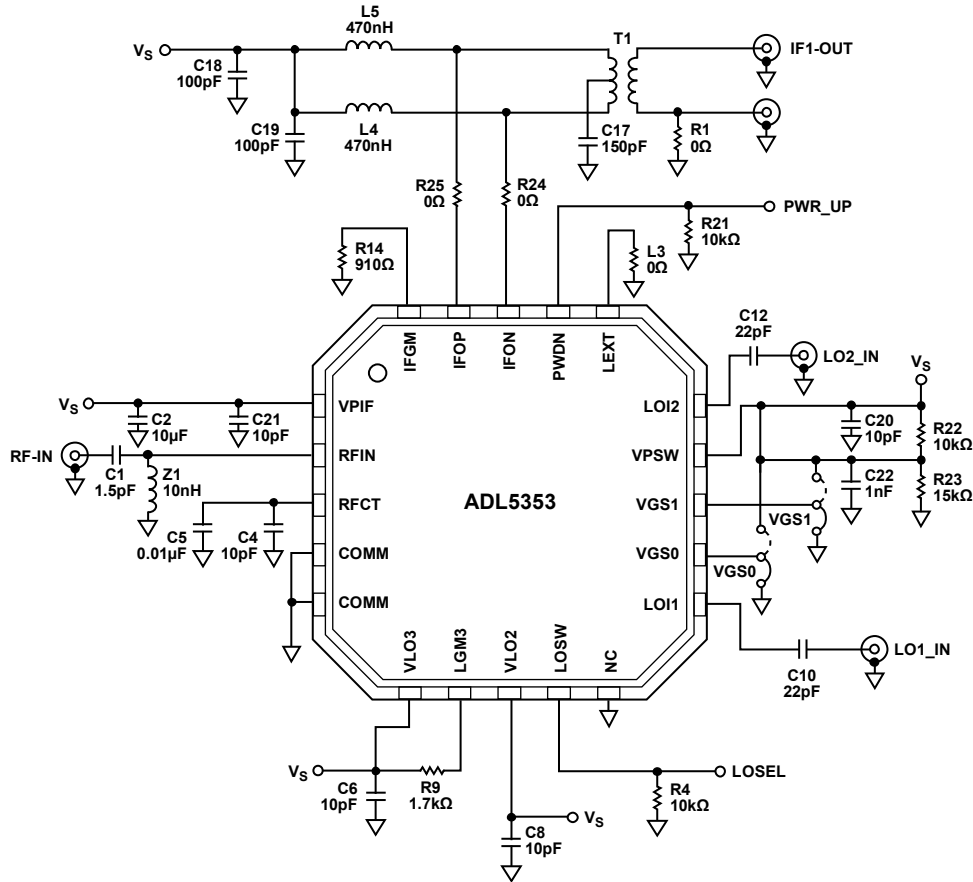 L5
470nH
T1
VS
IF1-OUT
C18
100pF
C19
100pF
L4
470nH
C17
150pF
R1
0Ω
R25
0Ω
R24
0Ω
PWR_UP
R21
10kΩ
R14
910Ω
L3
0Ω
C12
22pF
LO2_IN
IFGM
IFOP
IFON
PWDN
LEXT
VS
VS
C2
10µF
C21
10pF
VPIF
LOI2
C20
10pF
R22
10kΩ
RF-IN
C1
1.5pF
Z1
10nH
RFIN
VPSW
C22
1nF
R23
15kΩ
RFCT
ADL5353
VGS1
VGS1
C5
0.01µF
C4
10pF
COMM
VGS0
VGS0
COMM
LOI1
VLO3
LGM3
VLO2
LOSW
NC
LO1_IN
C10
22pF
VS
C6
10pF
R9
1.7kΩ
LOSEL
R4
10kΩ
VS
C8
10pF